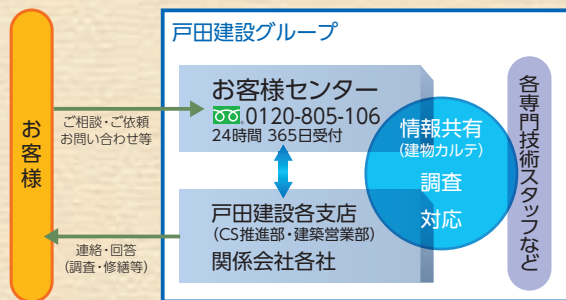 戸田建設グループ
お客様
ご相談・ご依頼
お問い合わせ等
お客様センター
0120-805-106
24時間 365日受付
情報共有
(建物カルテ)
調査
対応
各専門技術スタッフなど
戸田建設各支店
(CS推進部・建築営業部)
関係会社各社
連絡・回答
(調査・修繕等)